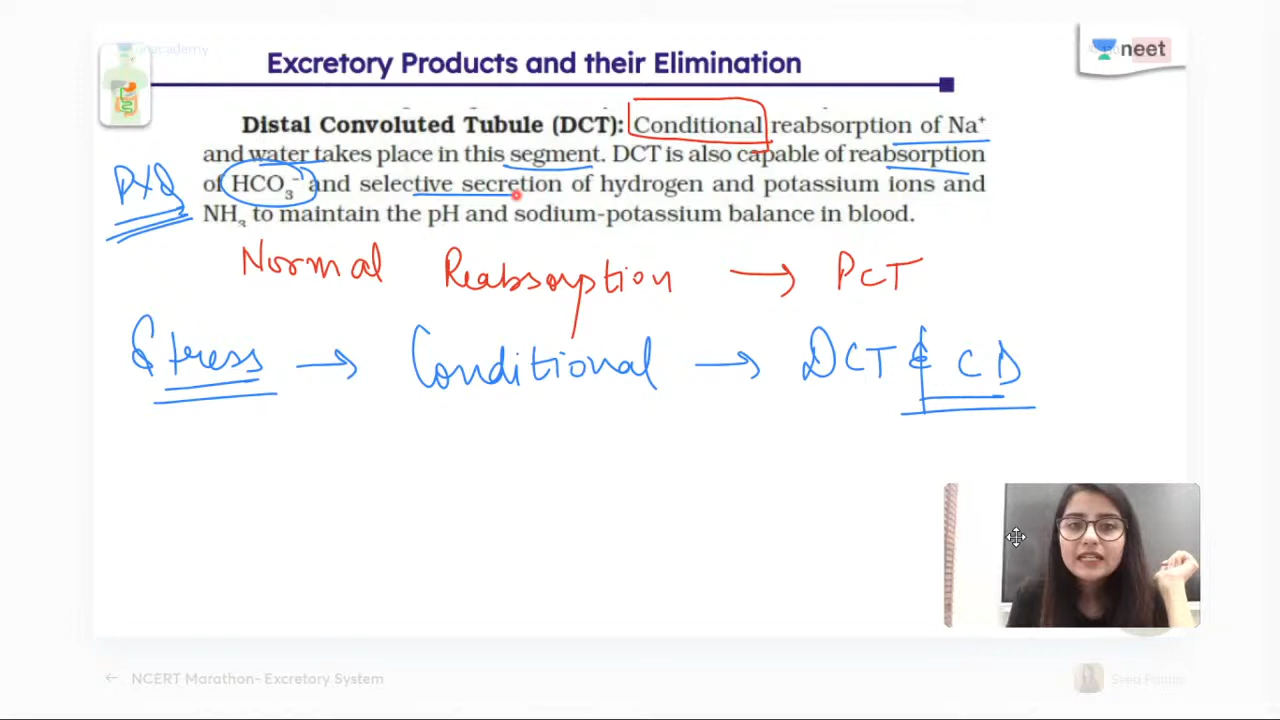 unacademy
Excretory Products and their Elimination
neet
Distal Convoluted Tubule (DCT): Conditional reabsorption of Na⁺
and water takes place in this segment. DCT is also capable of reabsorption
of HCO₃⁻ and selective secretion of hydrogen and potassium ions and
NH₃ to maintain the pH and sodium-potassium balance in blood.
PYQ
Normal Reabsorption → PCT
Stress → Conditional → DCT & CD
← NCERT Marathon- Excretory System